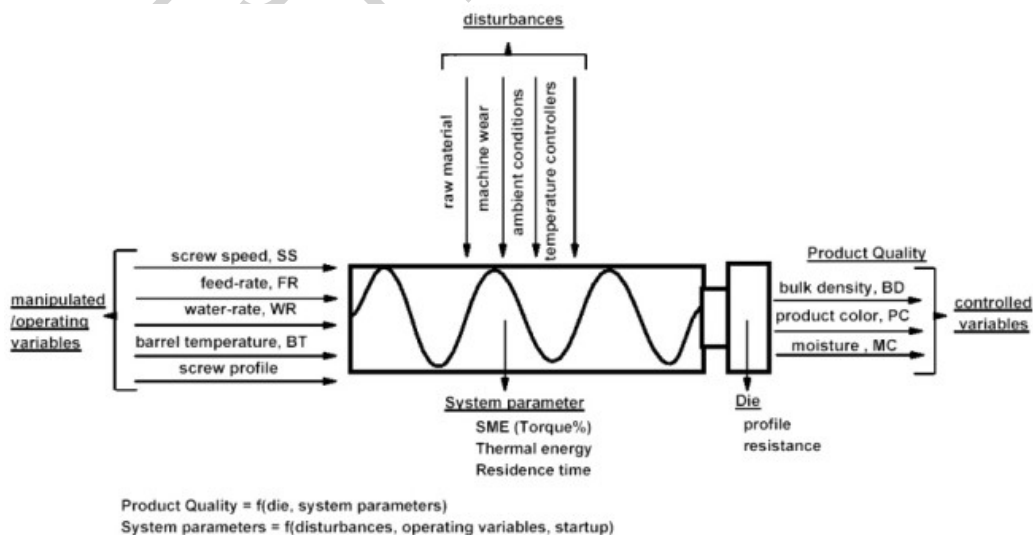 disturbances
raw material
machine wear
ambient conditions
temperature controllers
manipulated
/operating
variables
screw speed, SS
feed-rate, FR
water-rate, WR
barrel temperature, BT
screw profile
Product Quality
bulk density, BD
product color, PC
moisture , MC
controlled
variables
System parameter
SME (Torque%)
Thermal energy
Residence time
Die
profile
resistance
Product Quality = f(die, system parameters)
System parameters = f(disturbances, operating variables, startup)